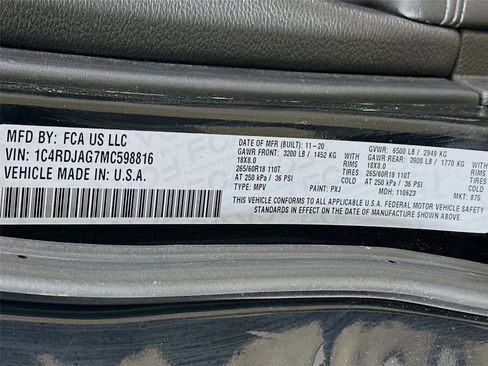 MFD BY: FCA US LLC
VIN: 1C4RDJAG7MC598816
VEHICLE MADE IN: U.S.A.
DATE OF MFR (BUILT): 11-20 GVWR: 6500 LB / 2949 KG
GAWR FRONT: 3200 LB / 1452 KG GAWR REAR: 3900 LB / 1770 KG
18X8.0 RIMS 18X8.0 RIMS
265/60R18 110T TIRES 265/60R18 110T TIRES
AT 250 kPa / 36 PSI COLD AT 250 kPa / 36 PSI COLD
TYPE: MPV PAINT: PXJ MOH: 110623 MKT: 875
THIS VEHICLE CONFORMS TO ALL APPLICABLE U.S.A. FEDERAL MOTOR VEHICLE SAFETY
STANDARDS IN EFFECT ON THE DATE OF MANUFACTURE SHOWN ABOVE.